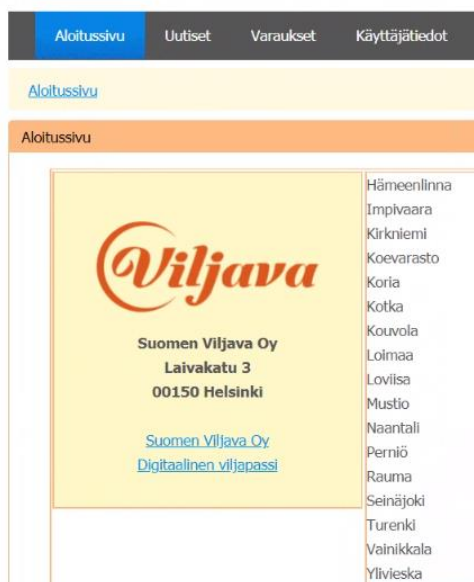 Aloitussivu Uutiset Varaukset Käyttäjätiedot
Aloitussivu
Aloitussivu
Viljava
Suomen Viljava Oy
Laivakatu 3
00150 Helsinki
Suomen Viljava Oy
Digitaalinen viljapassi
Hämeenlinna
Impivaara
Kirkniemi
Koevarasto
Koria
Kotka
Kouvola
Loimaa
Loviisa
Mustio
Naantali
Perniö
Rauma
Seinäjoki
Turenki
Vainikkala
Ylivieska